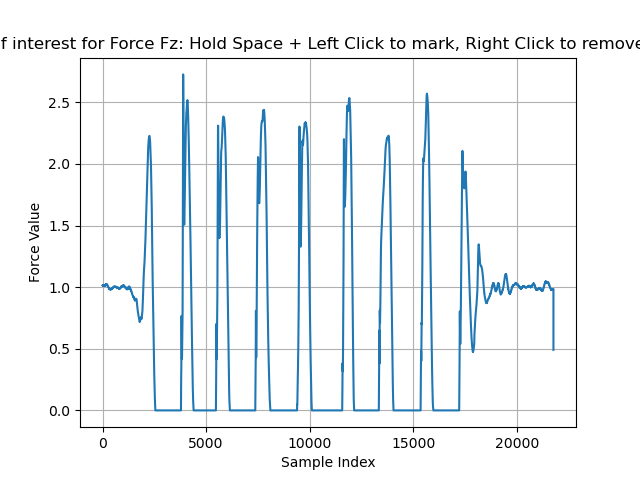 f interest for Force Fz: Hold Space + Left Click to mark, Right Click to remove
2.5
2.0
1.5
1.0
0.5
0.0
Force Value
0 5000 10000 15000 20000
Sample Index